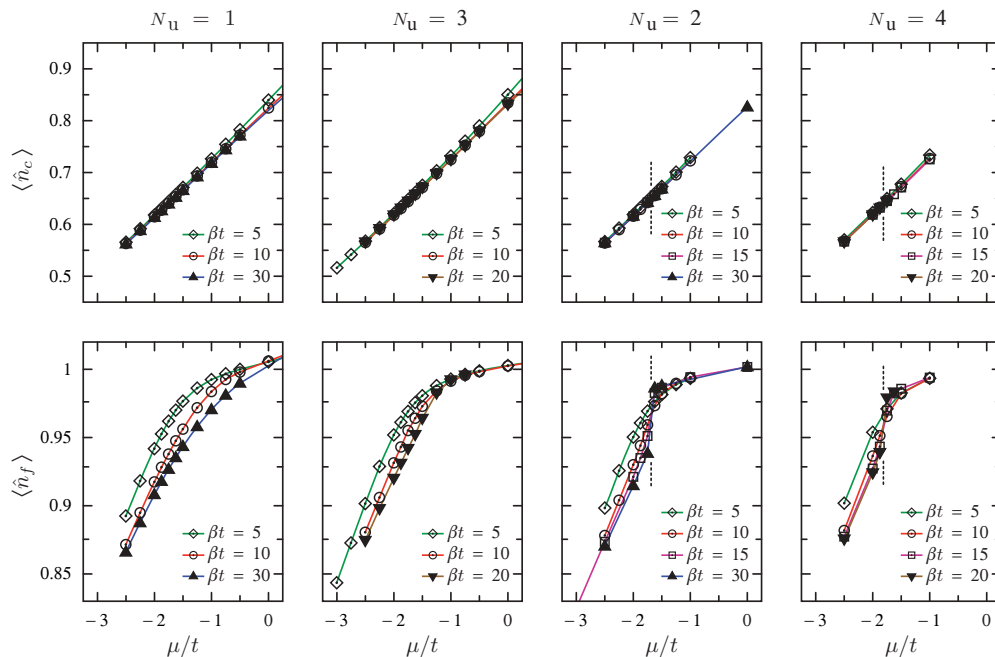 N_u = 1
N_u = 3
N_u = 2
N_u = 4
⟨n̂_c⟩
0.9
0.8
0.7
0.6
0.5
βt = 5
βt = 10
βt = 30
βt = 5
βt = 10
βt = 20
βt = 5
βt = 10
βt = 15
βt = 30
βt = 5
βt = 10
βt = 15
βt = 20
⟨n̂_f⟩
1
0.95
0.9
0.85
βt = 5
βt = 10
βt = 30
βt = 5
βt = 10
βt = 20
βt = 5
βt = 10
βt = 15
βt = 30
βt = 5
βt = 10
βt = 15
βt = 20
−3 −2 −1 0
−3 −2 −1 0
−3 −2 −1 0
−3 −2 −1 0
μ/t
μ/t
μ/t
μ/t